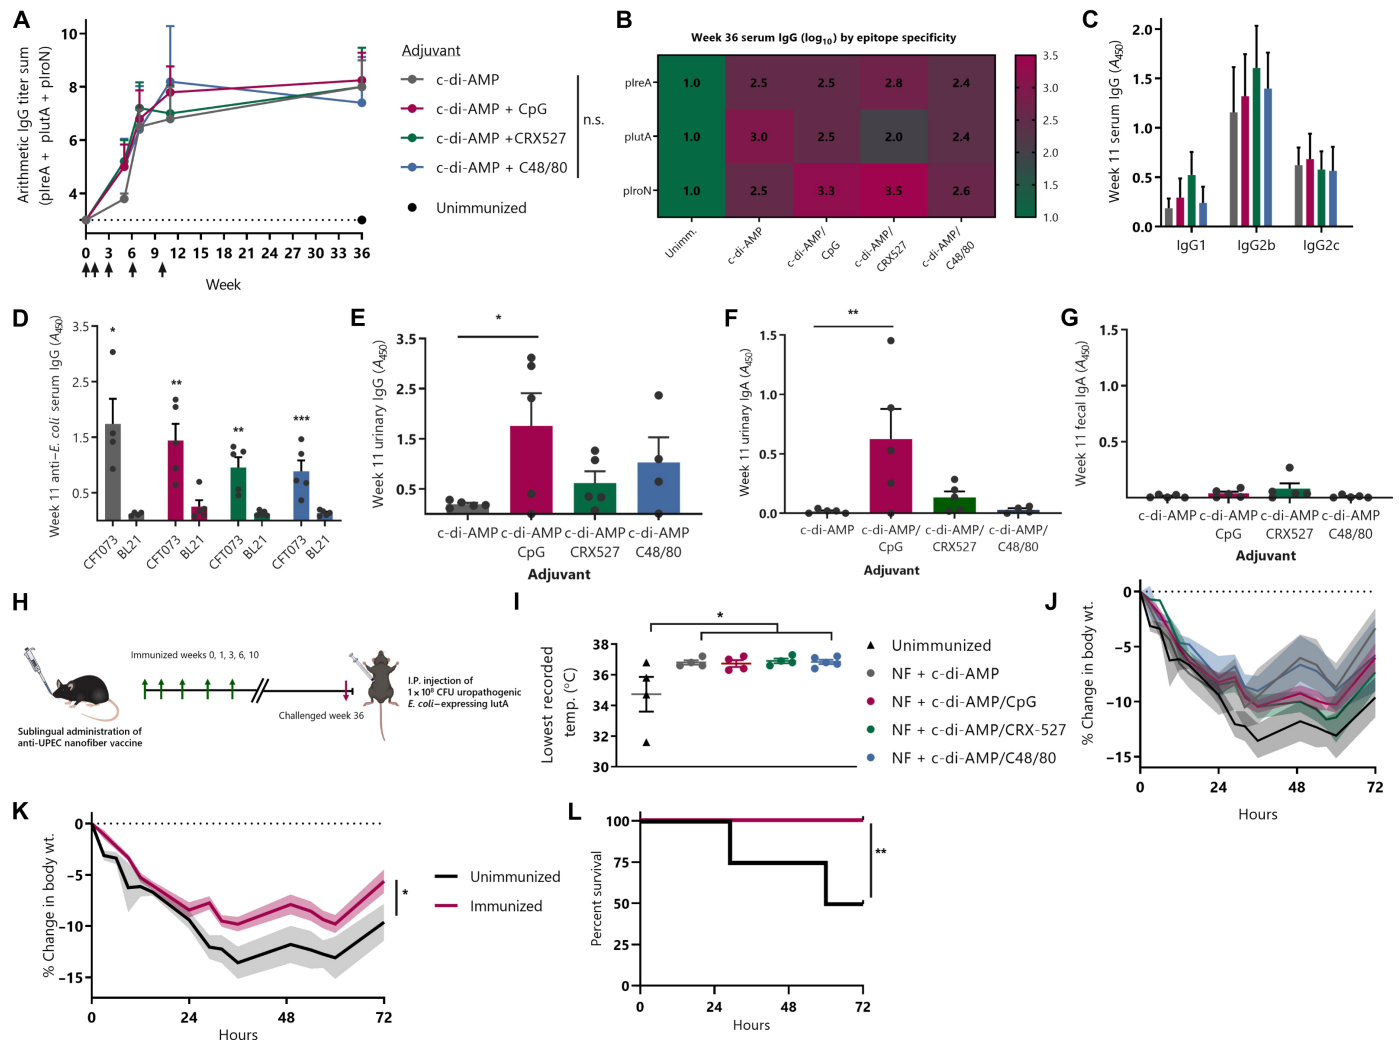 A
Arithmetic IgG titer sum
(pIreA + pIutA + pIroN)
10
8
6
4
0 3 6 9 12 15 18 21 24 27 30 33 36
Week
Adjuvant
c-di-AMP
c-di-AMP + CpG
c-di-AMP +CRX527
c-di-AMP + C48/80
n.s.
Unimmunized
B
Week 36 serum IgG (log10) by epitope specificity
pIreA 1.0 2.5 2.5 2.8 2.4
pIutA 1.0 3.0 2.5 2.0 2.4
pIroN 1.0 2.5 3.3 3.5 2.6
Unimm.
c-di-AMP
c-di-AMP/
CpG
c-di-AMP/
CRX527
c-di-AMP/
C48/80
3.5
3.0
2.5
2.0
1.5
1.0
C
Week 11 serum IgG (A450)
2.0
1.5
1.0
0.5
0.0
IgG1 IgG2b IgG2c
D
Week 11 anti–E. coli serum IgG (A450)
3.5
2.5
1.5
0.5
*
**
**
***
CFT073 BL21 CFT073 BL21 CFT073 BL21 CFT073 BL21
E
Week 11 urinary IgG (A450)
3.5
2.5
1.5
0.5
*
c-di-AMP c-di-AMP c-di-AMP c-di-AMP
CpG CRX527 C48/80
Adjuvant
F
Week 11 urinary IgA (A450)
1.5
1.0
0.5
0.0
**
c-di-AMP c-di-AMP/ c-di-AMP/ c-di-AMP/
CpG /CRX527 /C48/80
Adjuvant
G
Week 11 fecal IgA (A450)
1.5
1.0
0.5
c-di-AMP c-di-AMP c-di-AMP c-di-AMP
CpG CRX527 C48/80
Adjuvant
H
Immunized weeks 0, 1, 3, 6, 10
Challenged week 36
Sublingual administration of
anti-UPEC nanofiber vaccine
I.P. injection of
1 x 10⁸ CFU uropathogenic
E. coli–expressing IutA
I
Lowest recorded
temp. (°C)
38
36
34
32
30
*
Unimmunized
NF + c-di-AMP
NF + c-di-AMP/CpG
NF + c-di-AMP/CRX-527
NF + c-di-AMP/C48/80
J
% Change in body wt.
0
−5
−10
−15
0 24 48 72
Hours
K
% Change in body wt.
0
−5
−10
−15
0 24 48 72
Hours
*
Unimmunized
Immunized
L
Percent survival
100
75
50
25
0
0 24 48 72
Hours
**